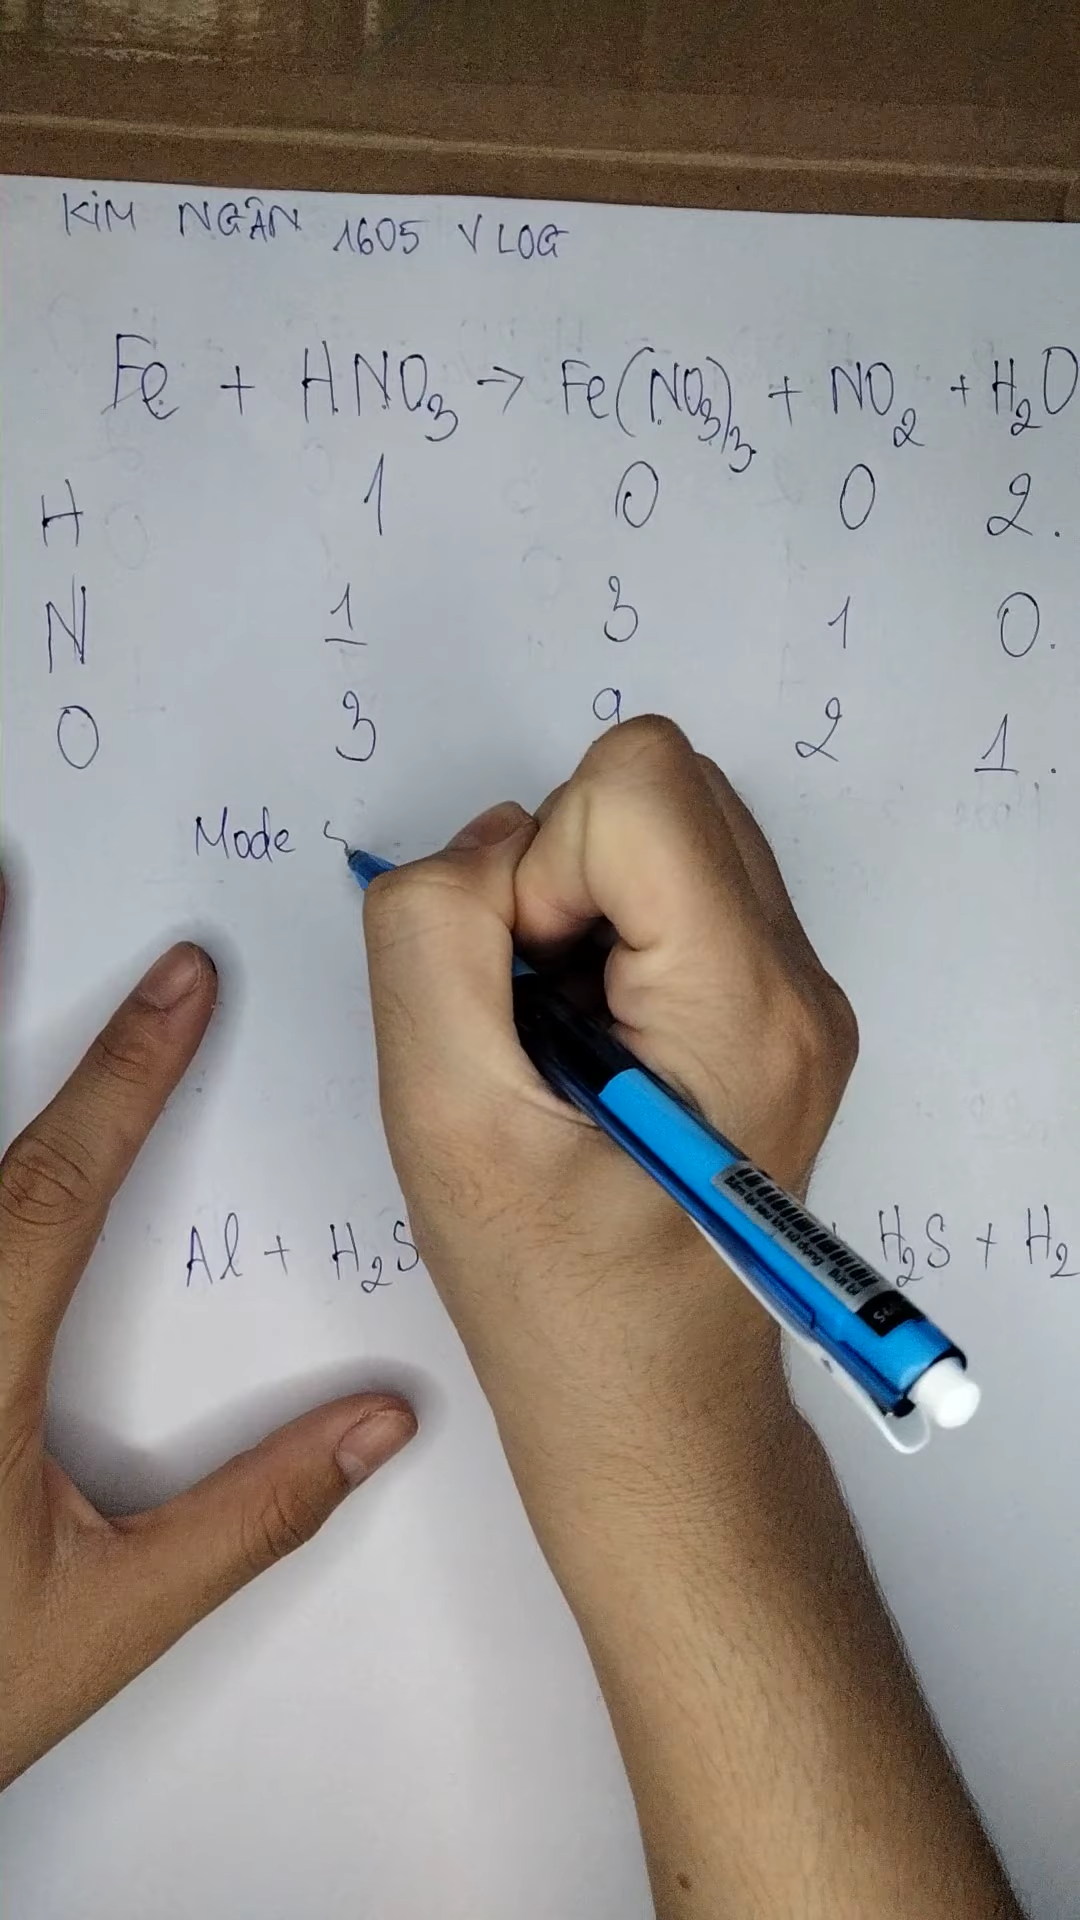 KIM NGÂN 1605 VLOG
Fe + HNO3 → Fe(NO3)3 + NO2 + H2O
H 1 0 0 2.
N 1 3 1 0.
O 3 9 2 1.
Mode
Al + H2S H2S + H2